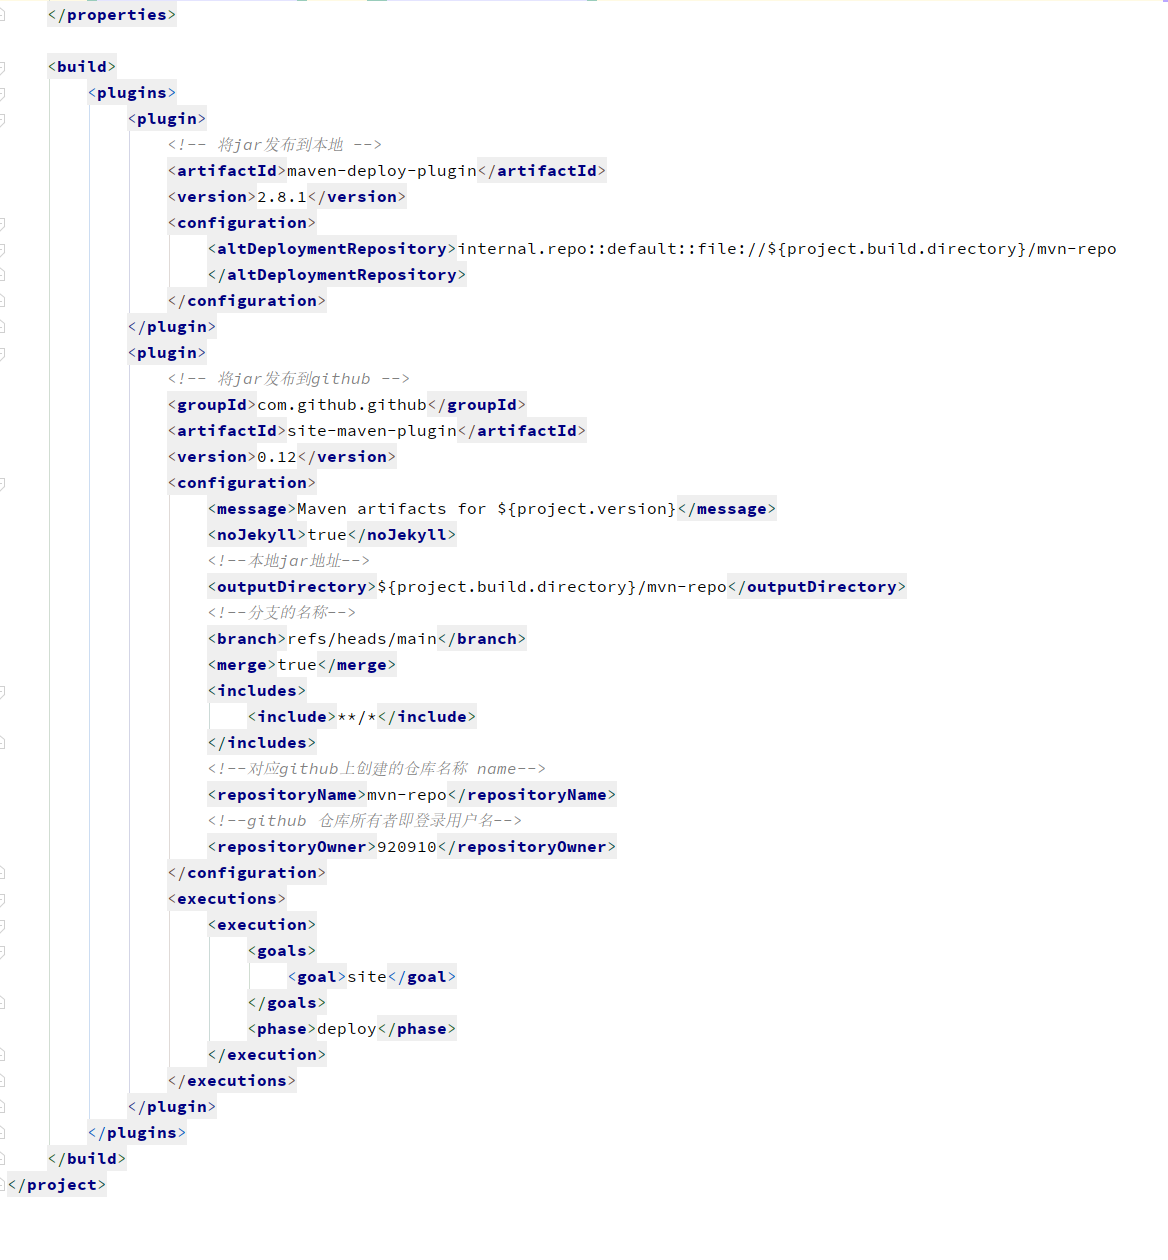 </properties>
<build>
<plugins>
<plugin>
<!-- 将jar发布到本地 -->
<artifactId>maven-deploy-plugin</artifactId>
<version>2.8.1</version>
<configuration>
<altDeploymentRepository>internal.repo::default::file://${project.build.directory}/mvn-repo
</altDeploymentRepository>
</configuration>
</plugin>
<plugin>
<!-- 将jar发布到github -->
<groupId>com.github.github</groupId>
<artifactId>site-maven-plugin</artifactId>
<version>0.12</version>
<configuration>
<message>Maven artifacts for ${project.version}</message>
<noJekyll>true</noJekyll>
<!--本地jar地址-->
<outputDirectory>${project.build.directory}/mvn-repo</outputDirectory>
<!--分支的名称-->
<branch>refs/heads/main</branch>
<merge>true</merge>
<includes>
<include>**/*</include>
</includes>
<!--对应github上创建的仓库名称 name-->
<repositoryName>mvn-repo</repositoryName>
<!--github 仓库所有者即登录用户名-->
<repositoryOwner>920910</repositoryOwner>
</configuration>
<executions>
<execution>
<goals>
<goal>site</goal>
</goals>
<phase>deploy</phase>
</execution>
</executions>
</plugin>
</plugins>
</build>
</project>